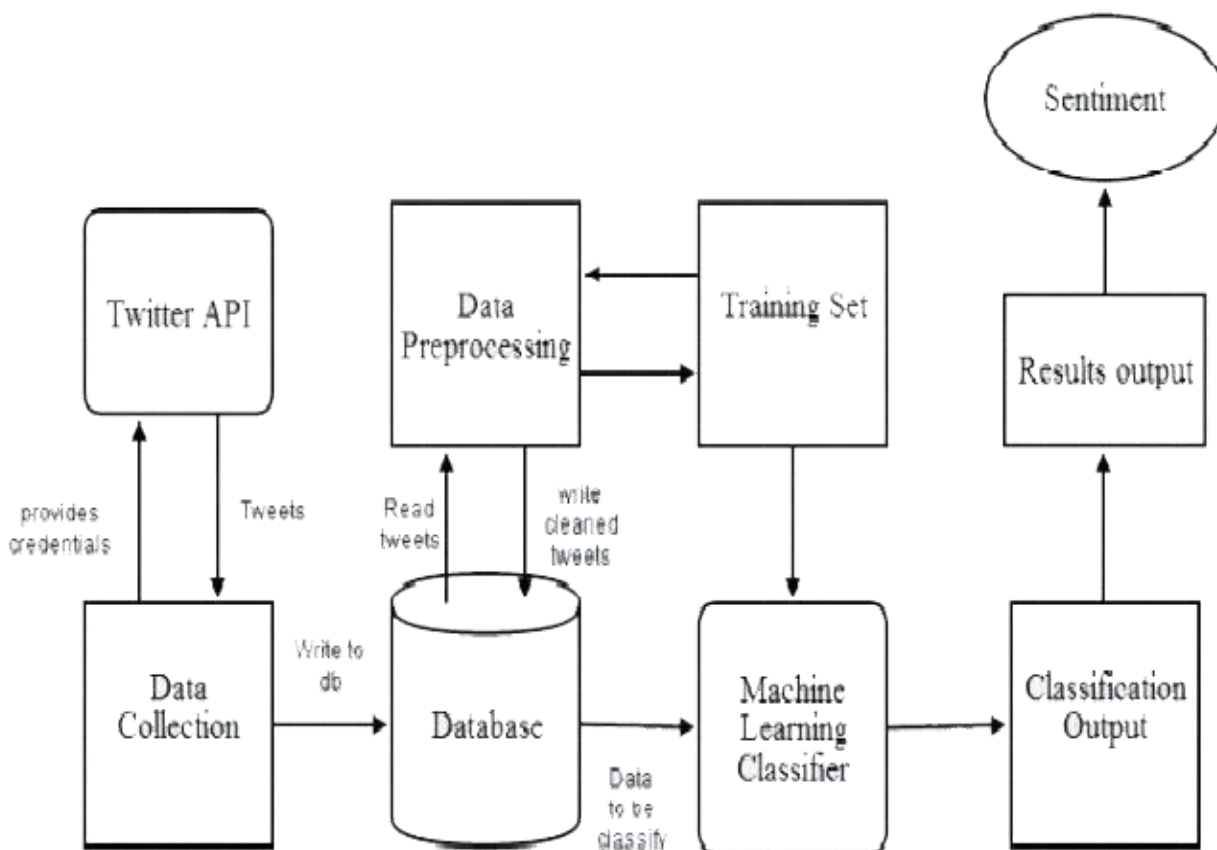 Sentiment
Twitter API
Data
Preprocessing
Training Set
Results output
provides
credentials
Tweets
Read
tweets
write
cleaned
tweets
Data
Collection
Write to
db
Database
Data
to be
classify
Machine
Learning
Classifier
Classification
Output